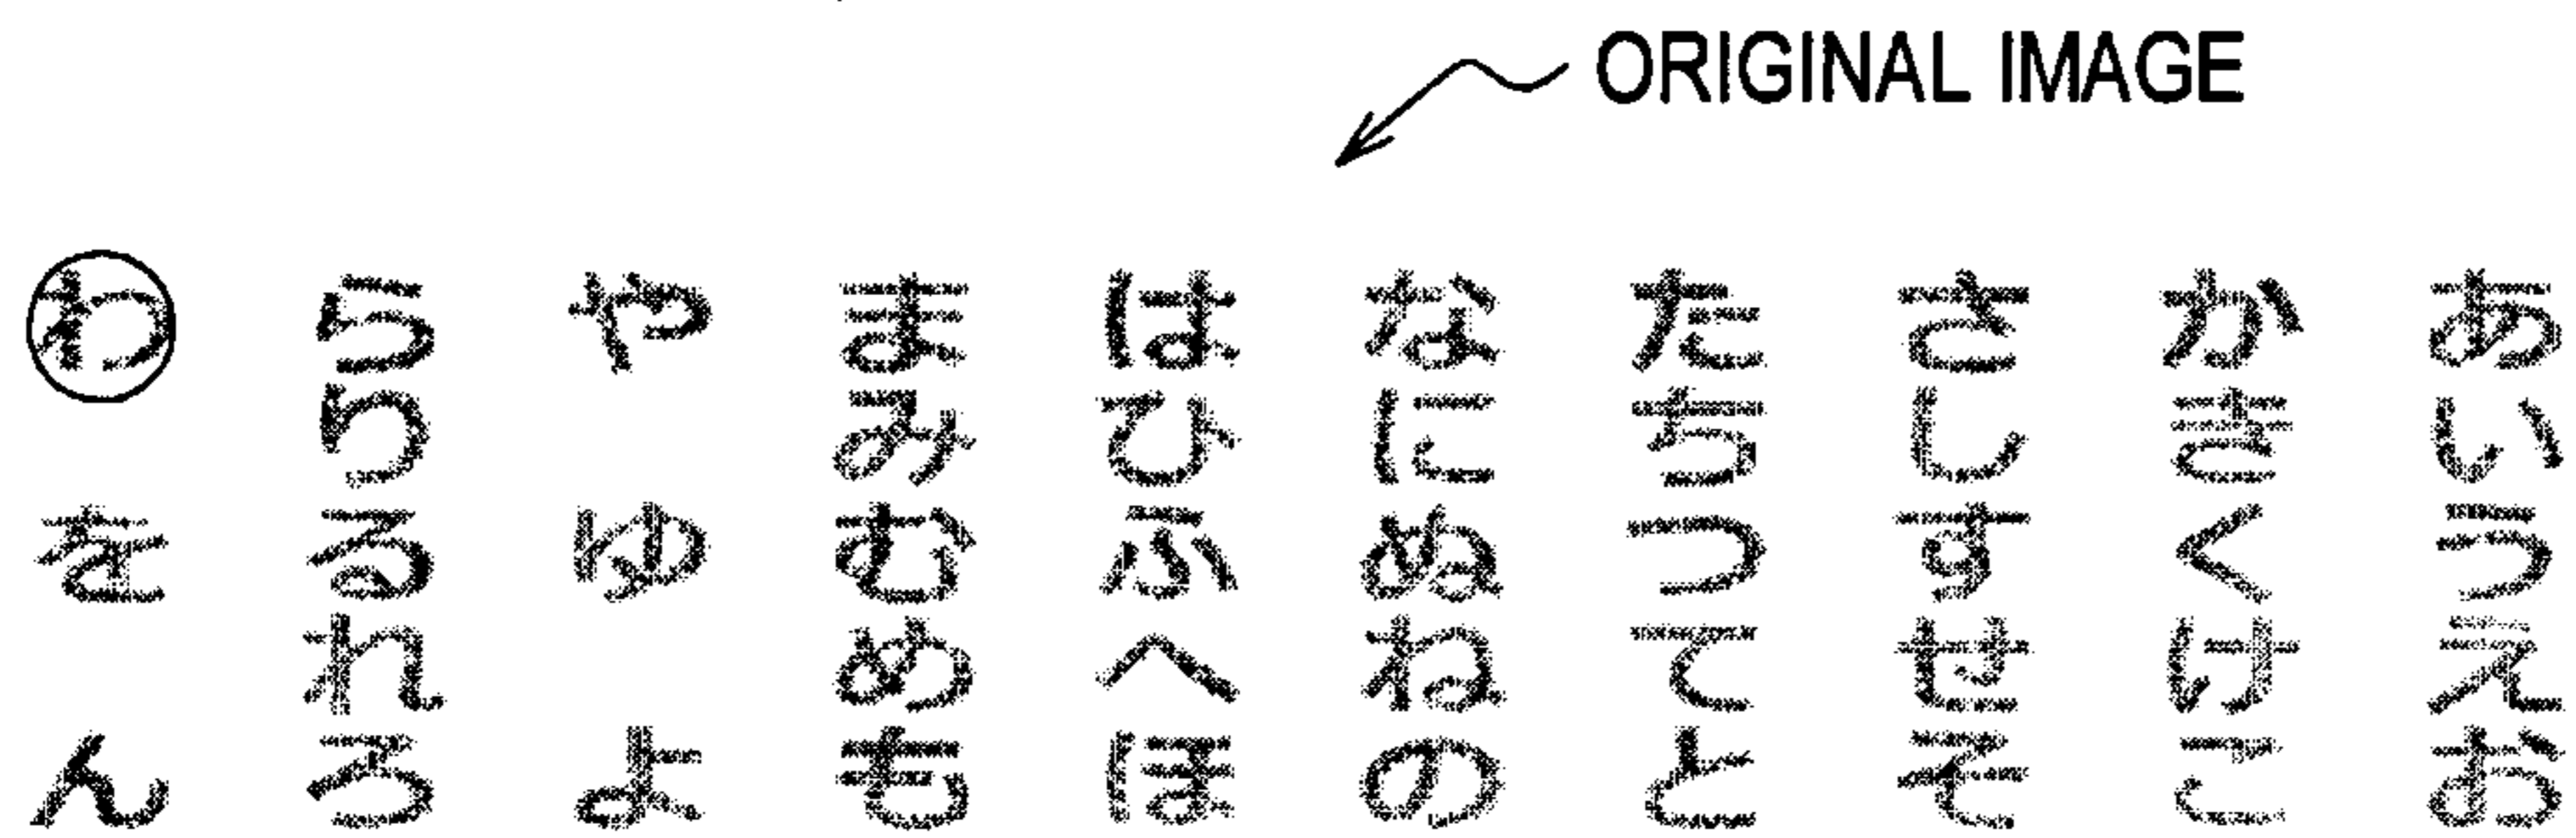 ORIGINAL IMAGE
わ ら や ま は な た さ か あ
り み ひ に ち し き い
を る ゆ む ふ ぬ つ す く う
れ め へ ね て せ け え
ん ろ よ も ほ の と そ こ お